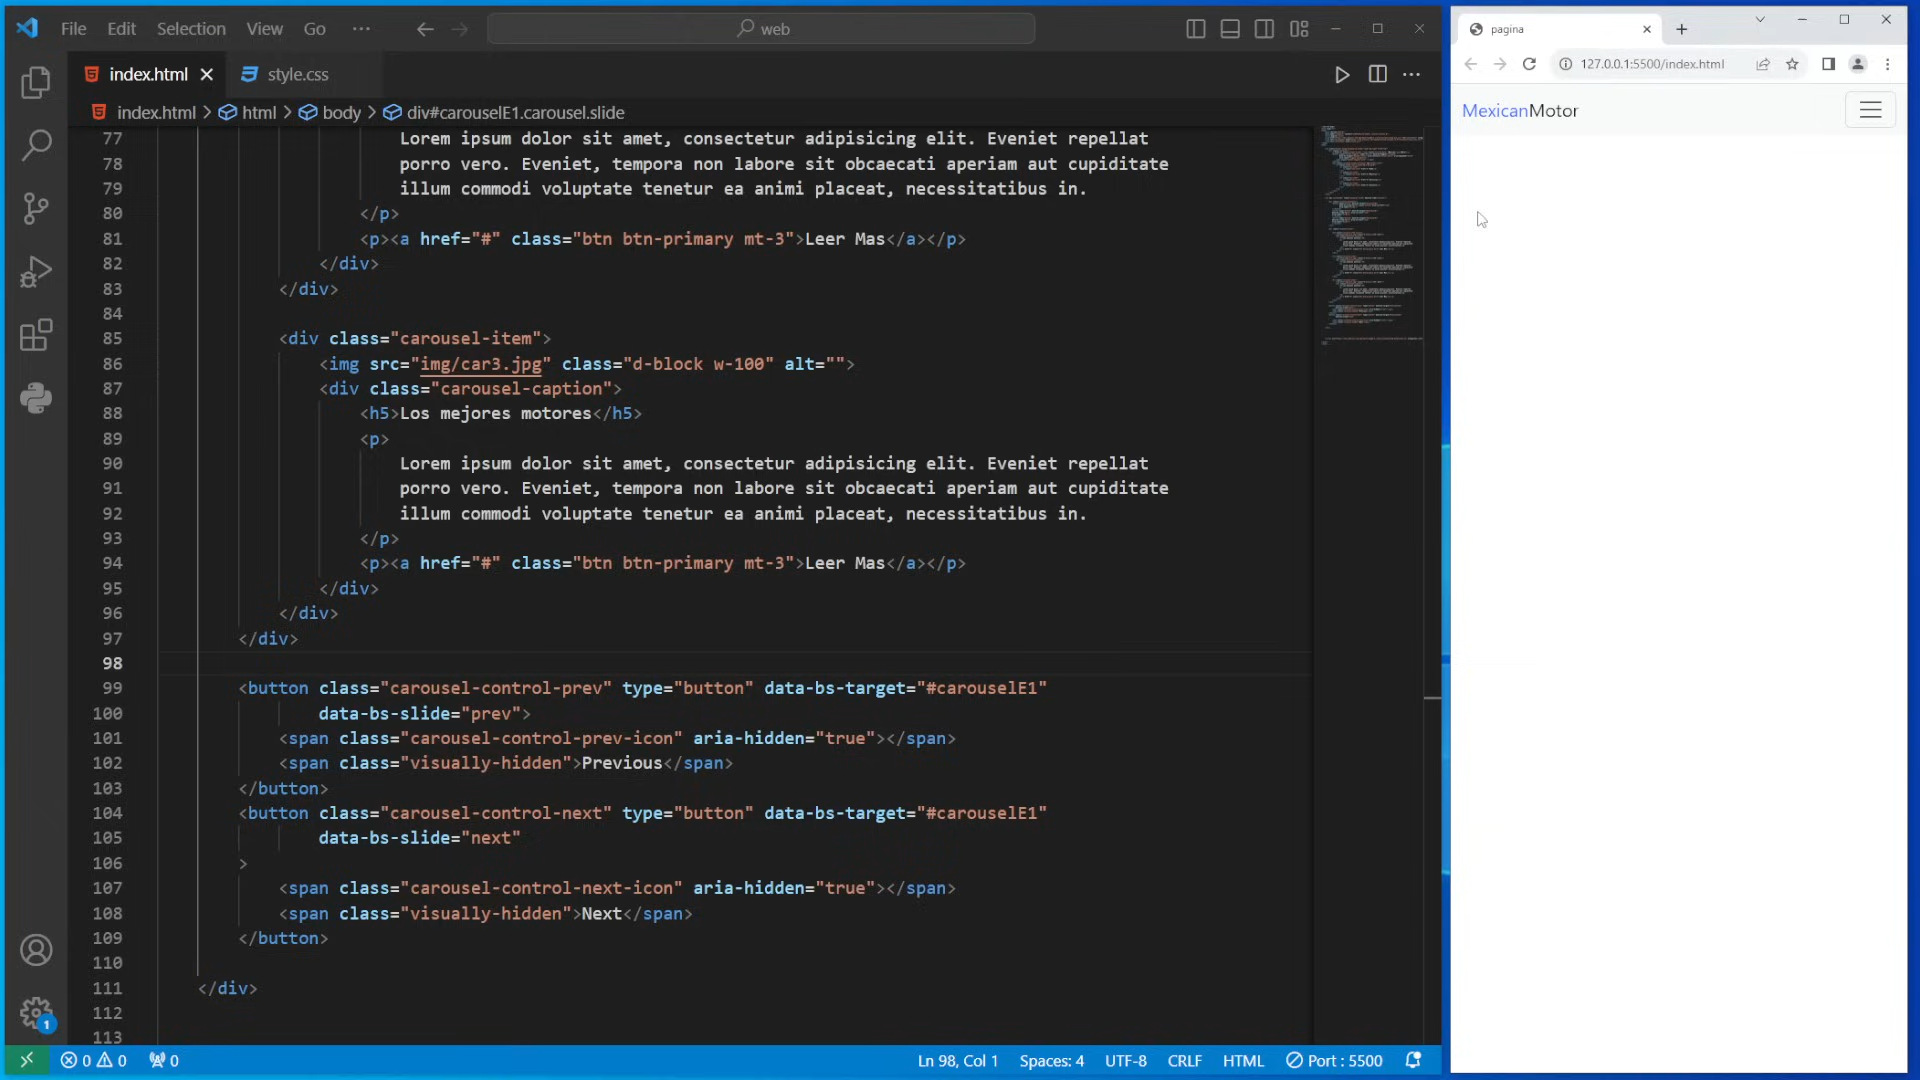 File Edit Selection View Go ··· web
index.html style.css
index.html > html > body > div#carouselE1.carousel.slide
77 Lorem ipsum dolor sit amet, consectetur adipisicing elit. Eveniet repellat
78 porro vero. Eveniet, tempora non labore sit obcaecati aperiam aut cupiditate
79 illum commodi voluptate tenetur ea animi placeat, necessitatibus in.
80 </p>
81 <p><a href="#" class="btn btn-primary mt-3">Leer Mas</a></p>
82 </div>
83 </div>
84
85 <div class="carousel-item">
86 <img src="img/car3.jpg" class="d-block w-100" alt="">
87 <div class="carousel-caption">
88 <h5>Los mejores motores</h5>
89 <p>
90 Lorem ipsum dolor sit amet, consectetur adipisicing elit. Eveniet repellat
91 porro vero. Eveniet, tempora non labore sit obcaecati aperiam aut cupiditate
92 illum commodi voluptate tenetur ea animi placeat, necessitatibus in.
93 </p>
94 <p><a href="#" class="btn btn-primary mt-3">Leer Mas</a></p>
95 </div>
96 </div>
97 </div>
98
99 <button class="carousel-control-prev" type="button" data-bs-target="#carouselE1"
100 data-bs-slide="prev">
101 <span class="carousel-control-prev-icon" aria-hidden="true"></span>
102 <span class="visually-hidden">Previous</span>
103 </button>
104 <button class="carousel-control-next" type="button" data-bs-target="#carouselE1"
105 data-bs-slide="next"
106 >
107 <span class="carousel-control-next-icon" aria-hidden="true"></span>
108 <span class="visually-hidden">Next</span>
109 </button>
110
111 </div>
112
113
1
0 0 0 Ln 98, Col 1 Spaces: 4 UTF-8 CRLF HTML Port : 5500
pagina
127.0.0.1:5500/index.html
MexicanMotor